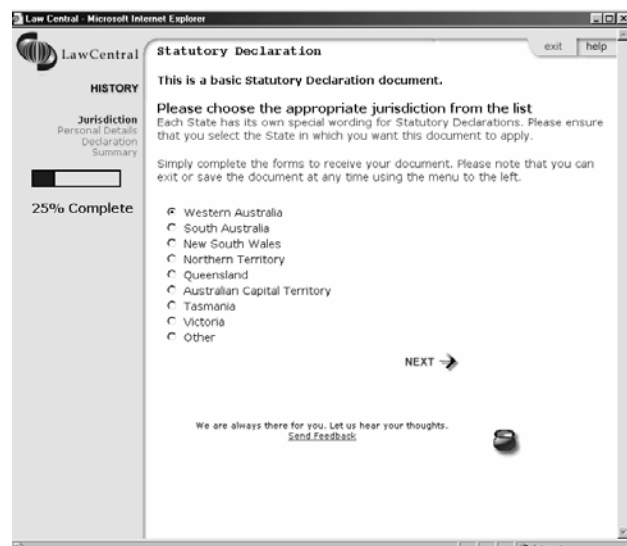 Law Central - Microsoft Internet Explorer
LawCentral
Statutory Declaration
exit
help
HISTORY
Jurisdiction
Personal Details
Declaration
Summary
25% Complete
This is a basic Statutory Declaration document.
Please choose the appropriate jurisdiction from the list
Each State has its own special wording for Statutory Declarations. Please ensure
that you select the State in which you want this document to apply.
Simply complete the forms to receive your document. Please note that you can
exit or save the document at any time using the menu to the left.
Western Australia
South Australia
New South Wales
Northern Territory
Queensland
Australian Capital Territory
Tasmania
Victoria
Other
NEXT
We are always there for you. Let us hear your thoughts.
Send Feedback